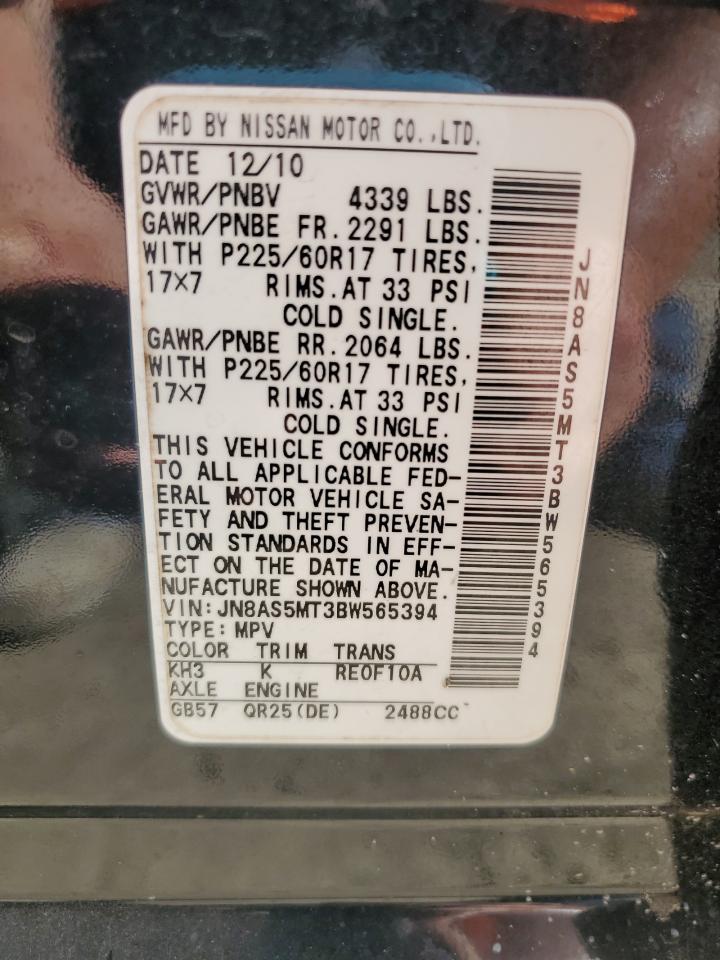 MFD BY NISSAN MOTOR CO.,LTD.
DATE 12/10
GVWR/PNBV 4339 LBS.
GAWR/PNBE FR.2291 LBS.
WITH P225/60R17 TIRES,
17×7 RIMS.AT 33 PSI
COLD SINGLE.
GAWR/PNBE RR.2064 LBS.
WITH P225/60R17 TIRES,
17×7 RIMS.AT 33 PSI
COLD SINGLE.
THIS VEHICLE CONFORMS
TO ALL APPLICABLE FED-
ERAL MOTOR VEHICLE SA-
FETY AND THEFT PREVEN-
TION STANDARDS IN EFF-
ECT ON THE DATE OF MA-
NUFACTURE SHOWN ABOVE.
VIN:JN8AS5MT3BW565394
TYPE:MPV
COLOR TRIM TRANS
KH3 K RE0F10A
AXLE ENGINE
GB57 QR25(DE) 2488CC
JN8AS5MT3BW565394